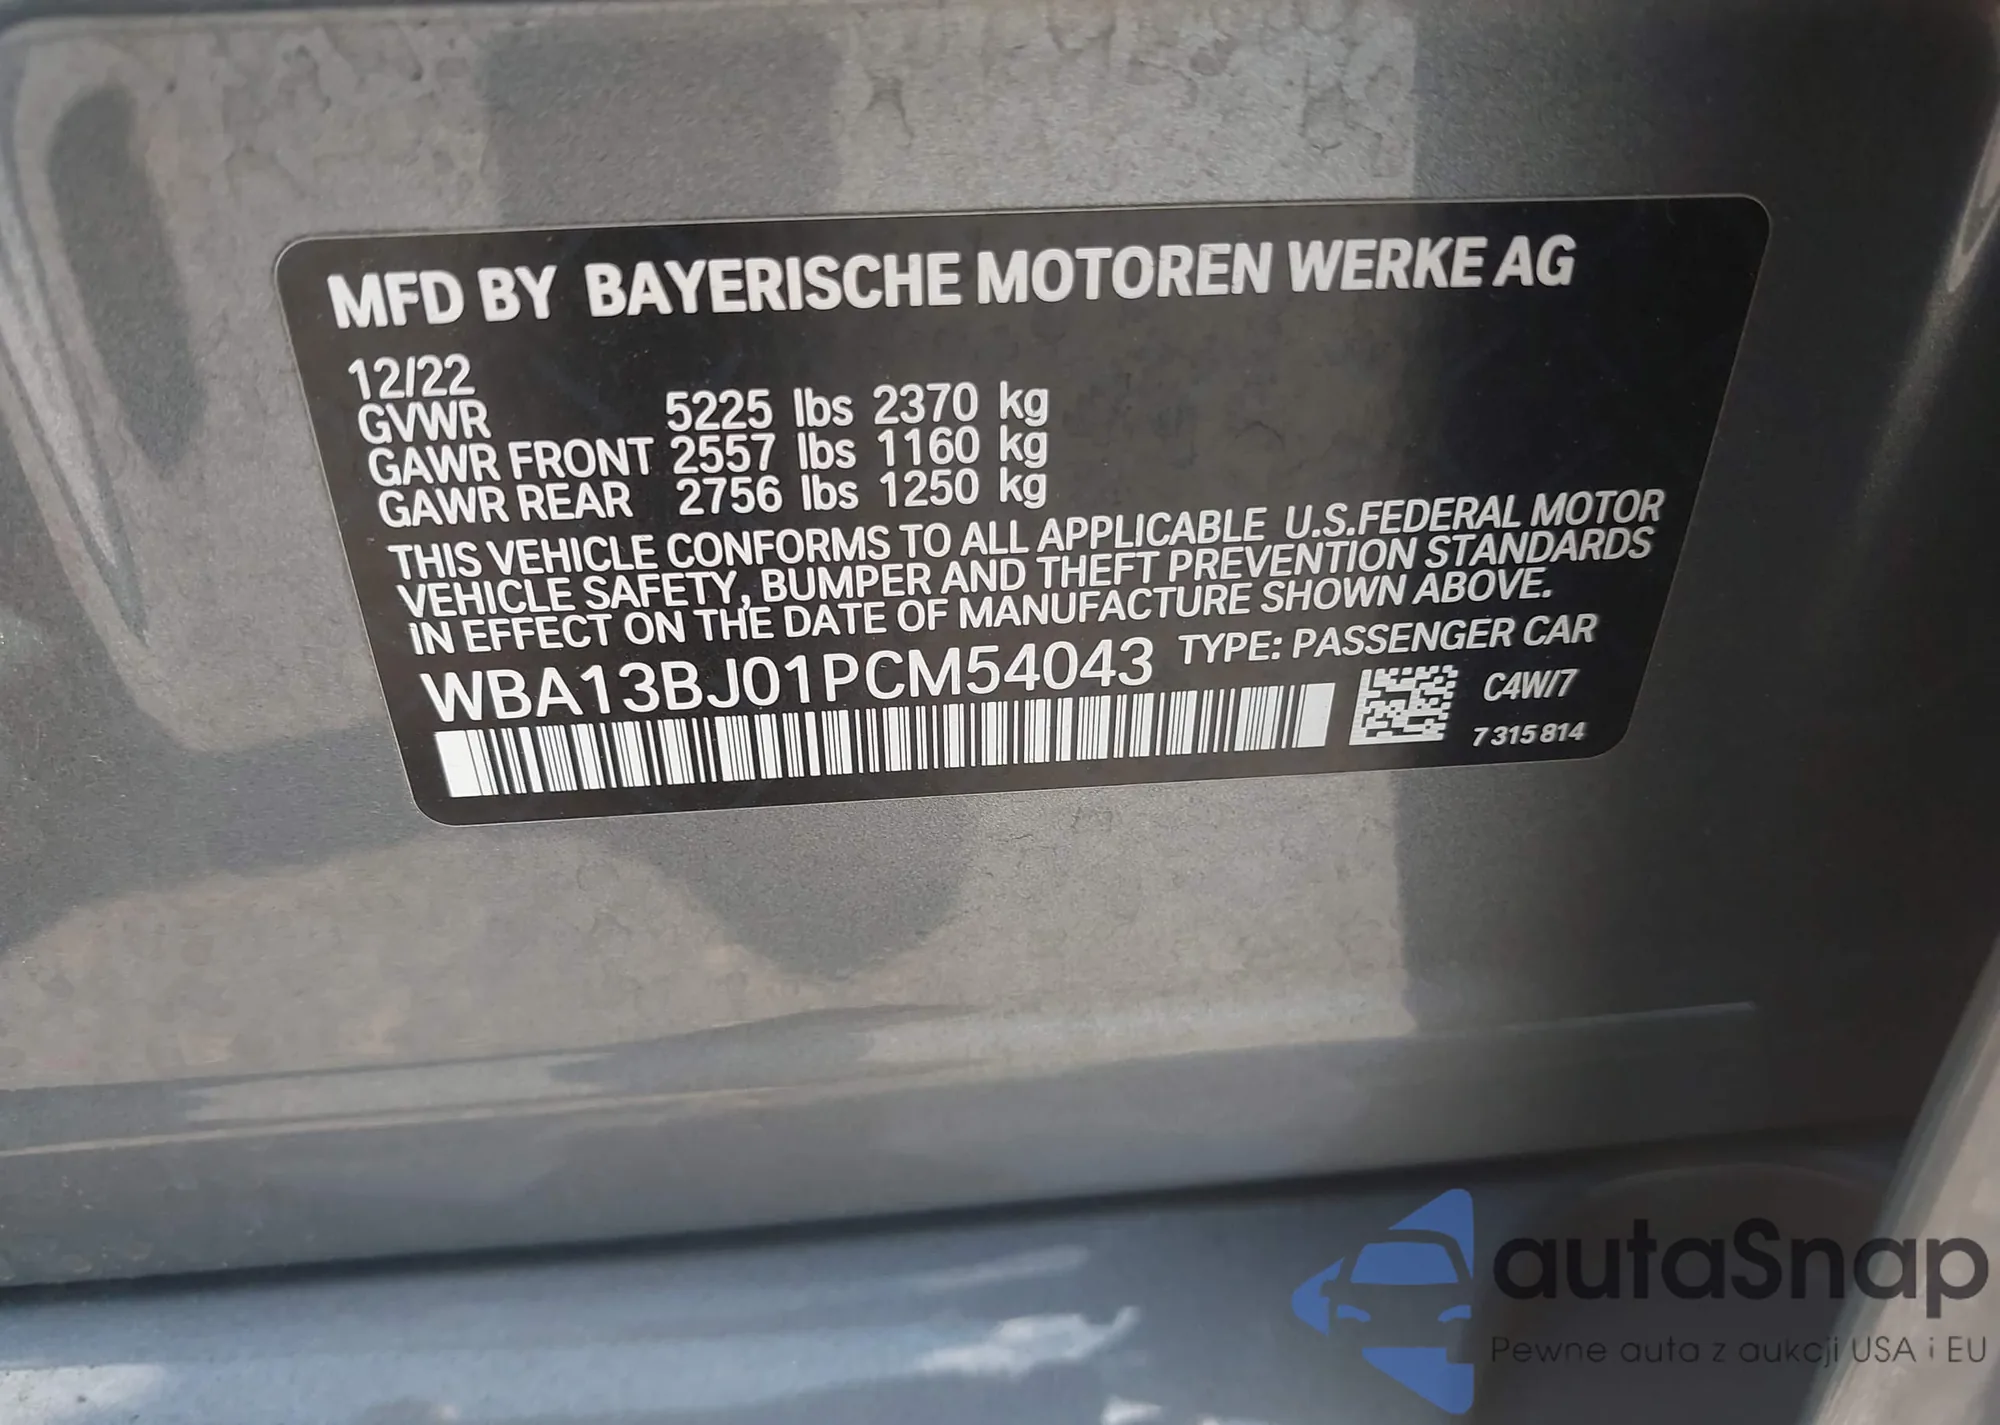 MFD BY BAYERISCHE MOTOREN WERKE AG
12/22
GVWR 5225 lbs 2370 kg
GAWR FRONT 2557 lbs 1160 kg
GAWR REAR 2756 lbs 1250 kg
THIS VEHICLE CONFORMS TO ALL APPLICABLE U.S.FEDERAL MOTOR
VEHICLE SAFETY, BUMPER AND THEFT PREVENTION STANDARDS
IN EFFECT ON THE DATE OF MANUFACTURE SHOWN ABOVE.
WBA13BJ01PCM54043 TYPE: PASSENGER CAR
C4W/7
7 315 814
autaSnap
Pewne auta z aukcji USA i EU